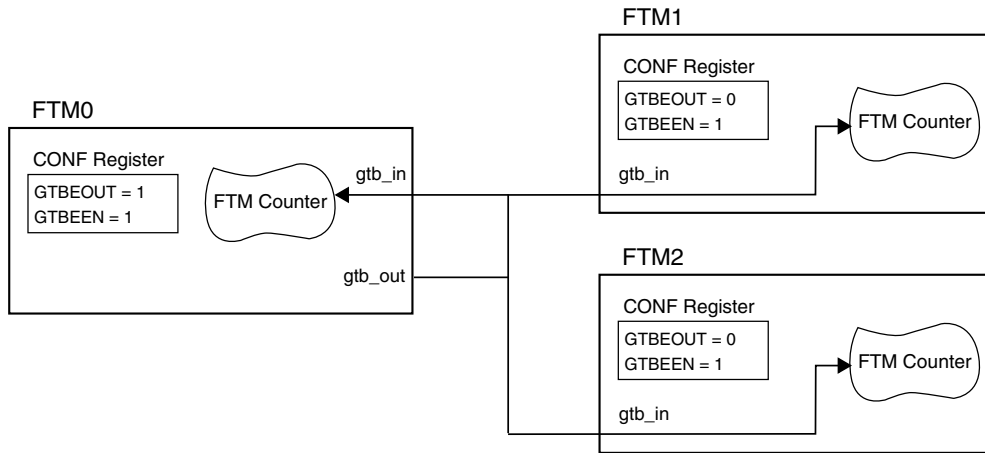 FTM0
CONF Register
GTBEOUT = 1
GTBEEN = 1
FTM Counter
gtb_in
gtb_out
FTM1
CONF Register
GTBEOUT = 0
GTBEEN = 1
FTM Counter
gtb_in
FTM2
CONF Register
GTBEOUT = 0
GTBEEN = 1
FTM Counter
gtb_in